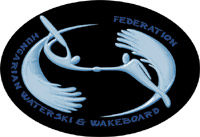 HUNGARIAN WATERSKI & WAKEBOARD
FEDERATION